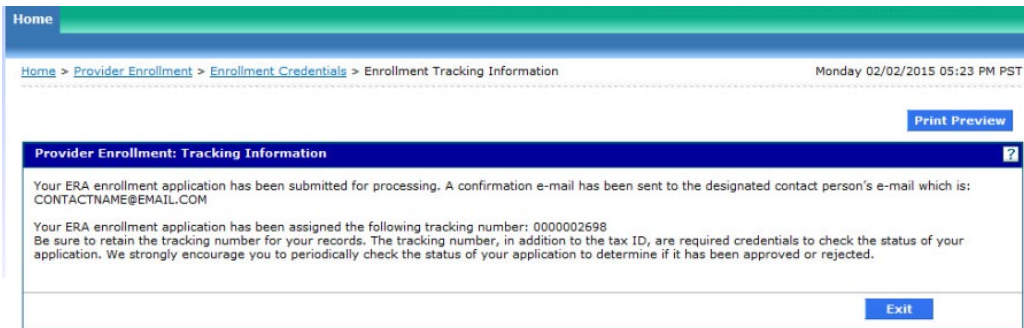 Home
Home > Provider Enrollment > Enrollment Credentials > Enrollment Tracking Information Monday 02/02/2015 05:23 PM PST
Print Preview
Provider Enrollment: Tracking Information ?
Your ERA enrollment application has been submitted for processing. A confirmation e-mail has been sent to the designated contact person's e-mail which is:
CONTACTNAME@EMAIL.COM
Your ERA enrollment application has been assigned the following tracking number: 0000002698
Be sure to retain the tracking number for your records. The tracking number, in addition to the tax ID, are required credentials to check the status of your
application. We strongly encourage you to periodically check the status of your application to determine if it has been approved or rejected.
Exit